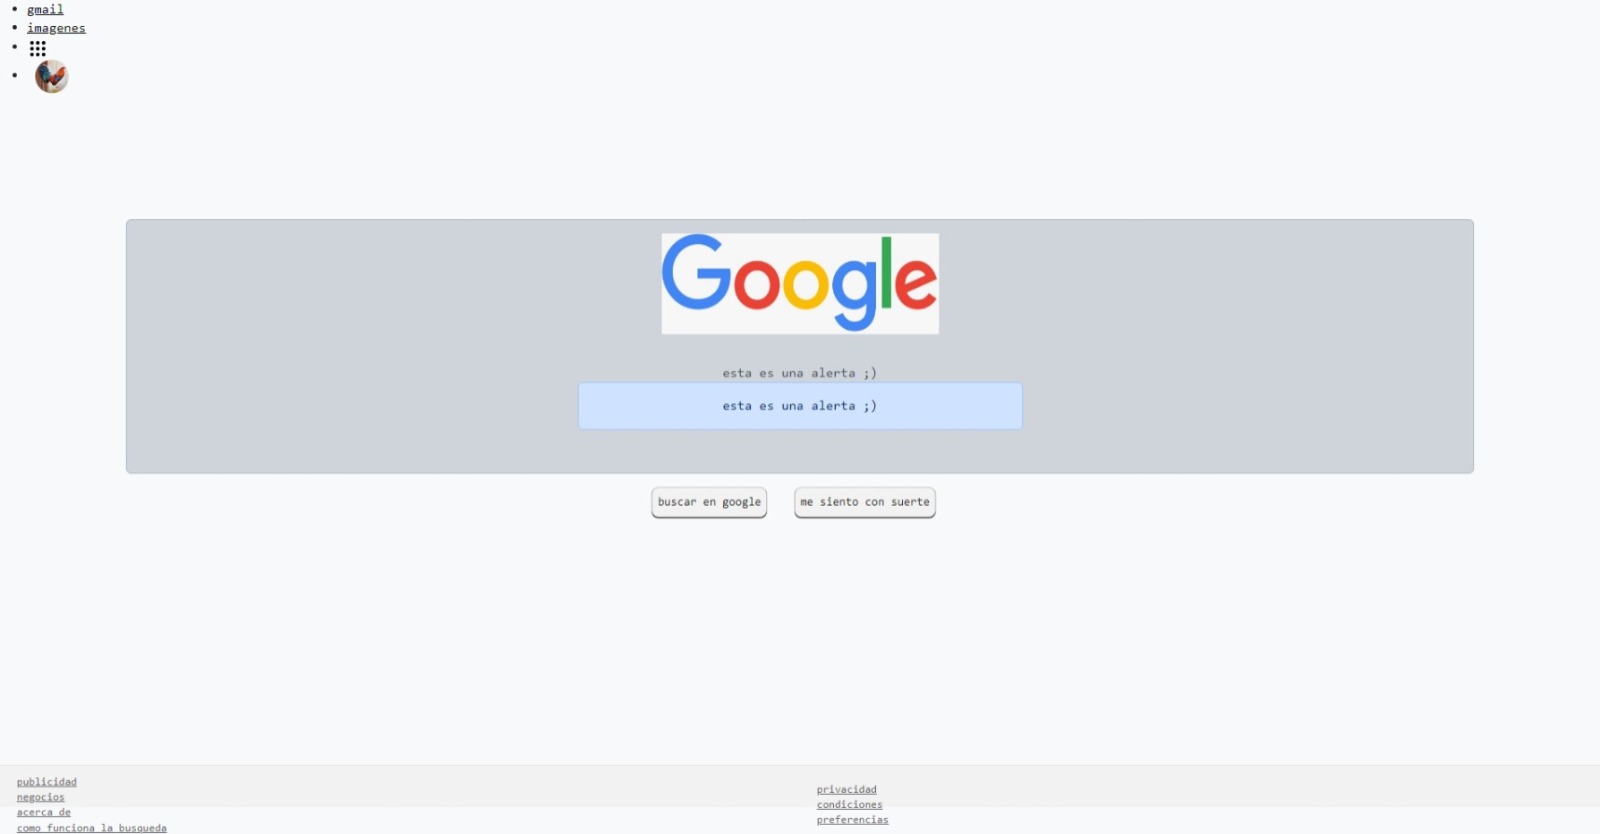 gmail
imagenes
Google
esta es una alerta ;)
esta es una alerta ;)
buscar en google
me siento con suerte
publicidad
negocios
acerca de
como funciona la busqueda
privacidad
condiciones
preferencias